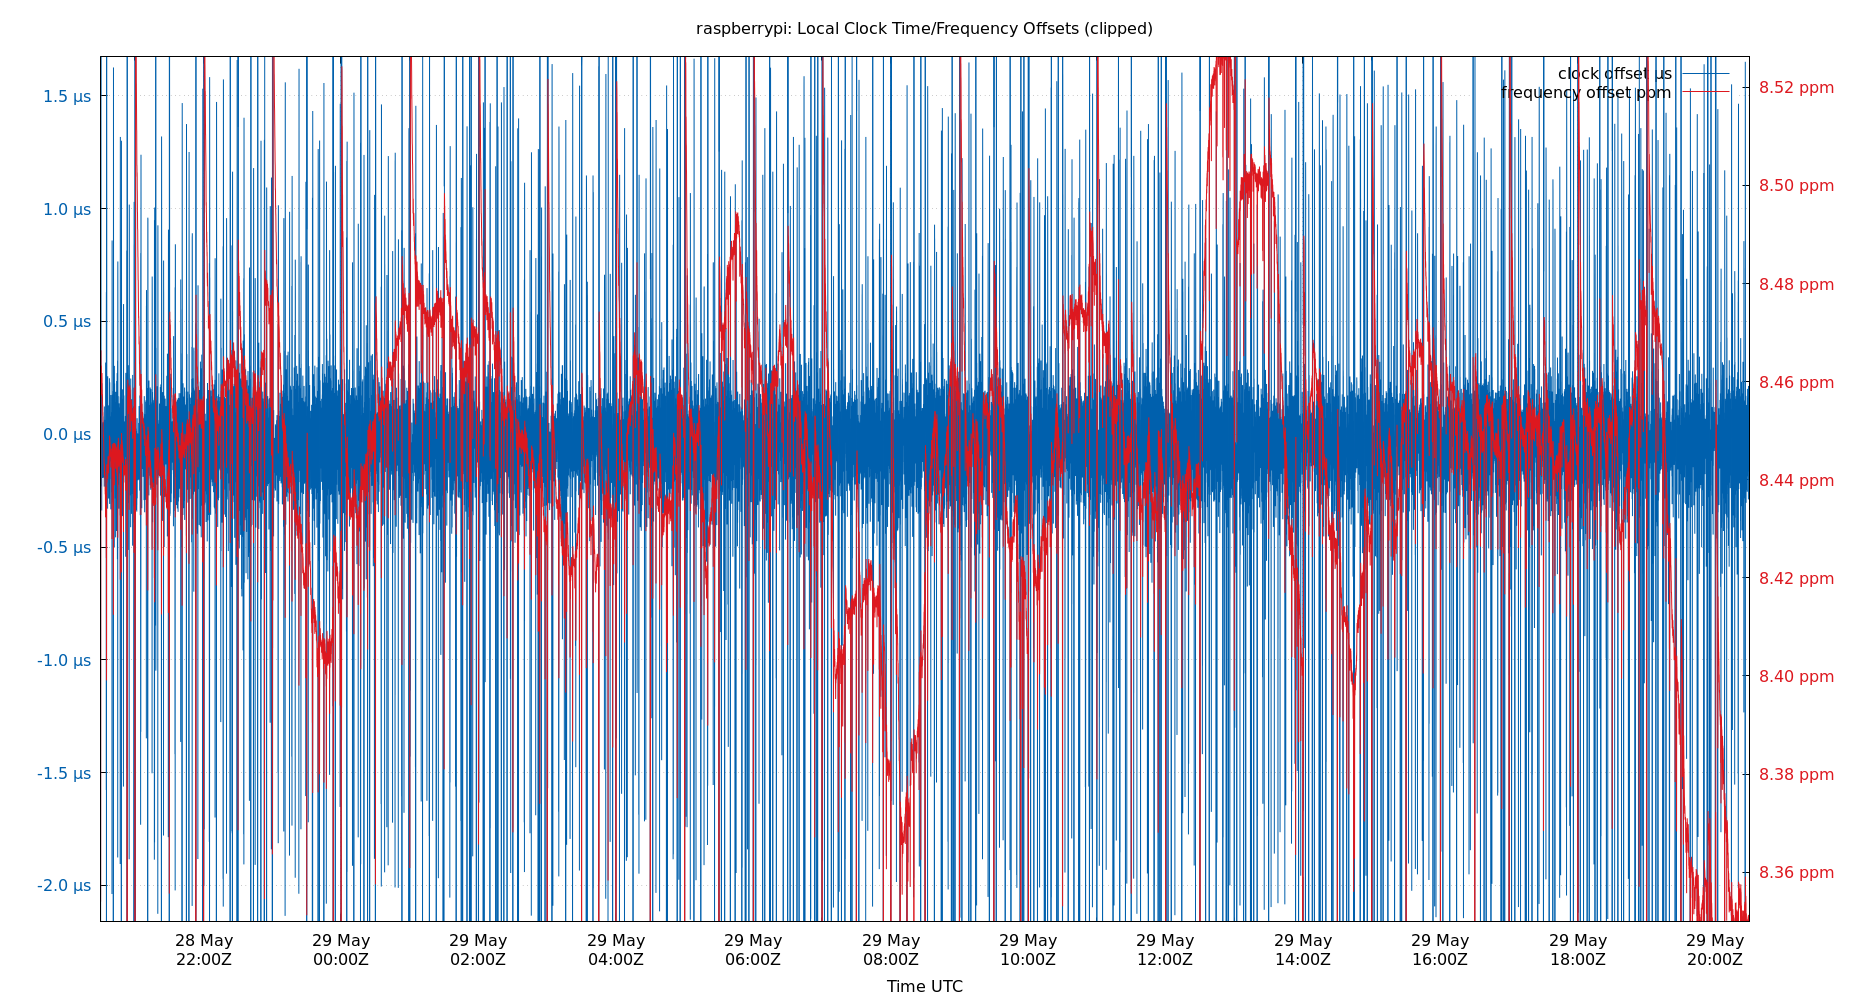 raspberrypi: Local Clock Time/Frequency Offsets (clipped)
clock offset µs
frequency offset ppm
1.5 µs
1.0 µs
0.5 µs
0.0 µs
-0.5 µs
-1.0 µs
-1.5 µs
-2.0 µs
8.52 ppm
8.50 ppm
8.48 ppm
8.46 ppm
8.44 ppm
8.42 ppm
8.40 ppm
8.38 ppm
8.36 ppm
28 May 29 May 29 May 29 May 29 May 29 May 29 May 29 May 29 May 29 May 29 May 29 May
22:00Z 00:00Z 02:00Z 04:00Z 06:00Z 08:00Z 10:00Z 12:00Z 14:00Z 16:00Z 18:00Z 20:00Z
Time UTC